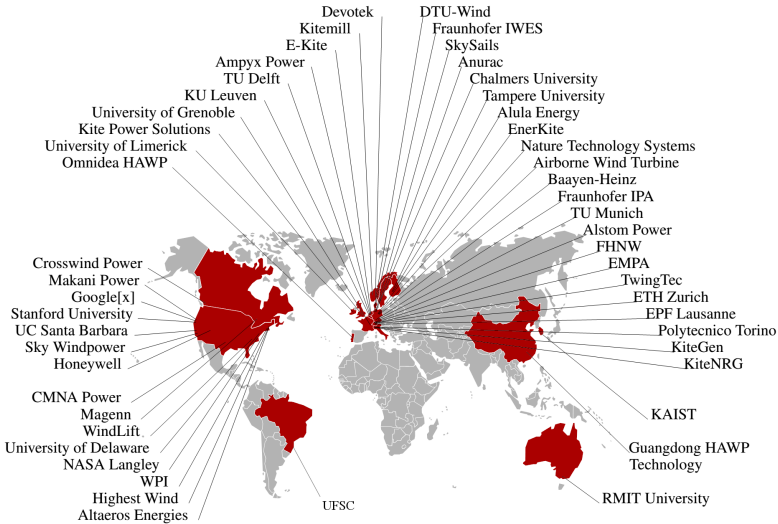 Devotek
Kitemill
E-Kite
Ampyx Power
TU Delft
KU Leuven
University of Grenoble
Kite Power Solutions
University of Limerick
Omnidea HAWP
DTU-Wind
Fraunhofer IWES
SkySails
Anurac
Chalmers University
Tampere University
Alula Energy
EnerKite
Nature Technology Systems
Airborne Wind Turbine
Baayen-Heinz
Fraunhofer IPA
TU Munich
Alstom Power
FHNW
EMPA
TwingTec
ETH Zurich
EPF Lausanne
Polytecnico Torino
KiteGen
KiteNRG
Crosswind Power
Makani Power
Google[x]
Stanford University
UC Santa Barbara
Sky Windpower
Honeywell
CMNA Power
Magenn
WindLift
University of Delaware
NASA Langley
WPI
Highest Wind
Altaeros Energies
UFSC
KAIST
Guangdong HAWP
Technology
RMIT University